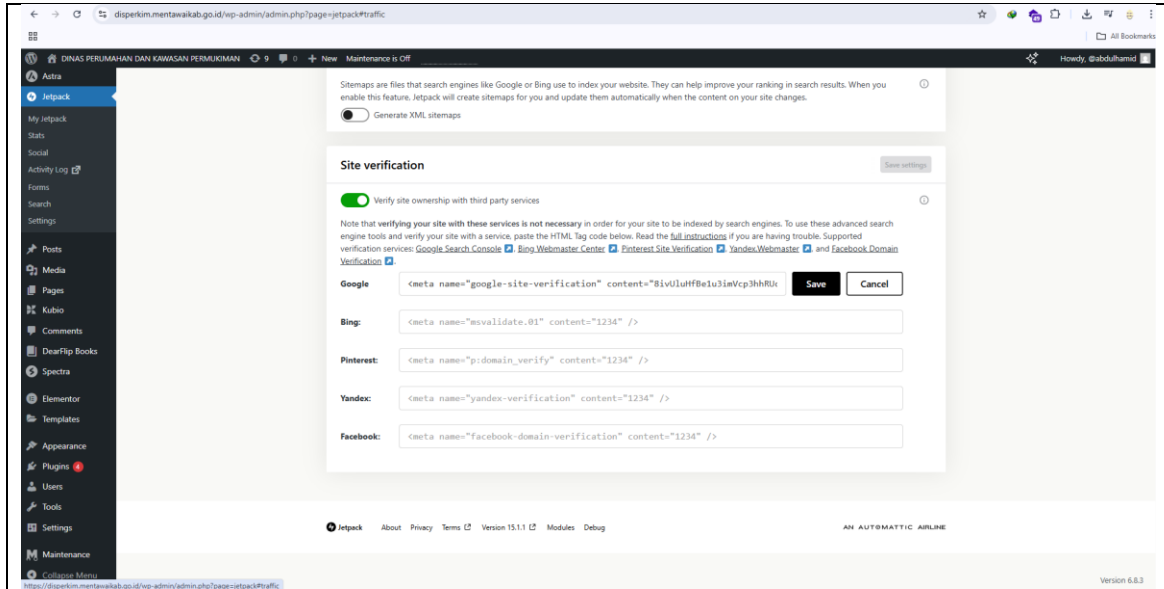 disperkim.mentawaikab.go.id/wp-admin/admin.php?page=jetpack#traffic
All Bookmarks
DINAS PERUMAHAN DAN KAWASAN PERMUKIMAN 9 0 + New Maintenance is Off
Howdy, @abdulhamid
Astra
Jetpack
My Jetpack
Stats
Social
Activity Log
Forms
Search
Settings
Posts
Media
Pages
Kubio
Comments
DearFlip Books
Spectra
Elementor
Templates
Appearance
Plugins 4
Users
Tools
Settings
Maintenance
Collapse Menu
https://disperkim.mentawaikab.go.id/wp-admin/admin.php?page=jetpack#traffic
Sitemaps are files that search engines like Google or Bing use to index your website. They can help improve your ranking in search results. When you
enable this feature, Jetpack will create sitemaps for you and update them automatically when the content on your site changes.
Generate XML sitemaps
Site verification
Save settings
Verify site ownership with third party services
Note that verifying your site with these services is not necessary in order for your site to be indexed by search engines. To use these advanced search
engine tools and verify your site with a service, paste the HTML Tag code below. Read the full instructions if you are having trouble. Supported
verification services: Google Search Console, Bing Webmaster Center, Pinterest Site Verification, Yandex.Webmaster, and Facebook Domain
Verification.
Google <meta name="google-site-verification" content="8ivUluHfBe1u3imVcp3hhRU Save Cancel
Bing: <meta name="msvalidate.01" content="1234" />
Pinterest: <meta name="p:domain_verify" content="1234" />
Yandex: <meta name="yandex-verification" content="1234" />
Facebook: <meta name="facebook-domain-verification" content="1234" />
Jetpack About Privacy Terms Version 15.1.1 Modules Debug
AN AUTOMATTIC AIRLINE
Version 6.8.3